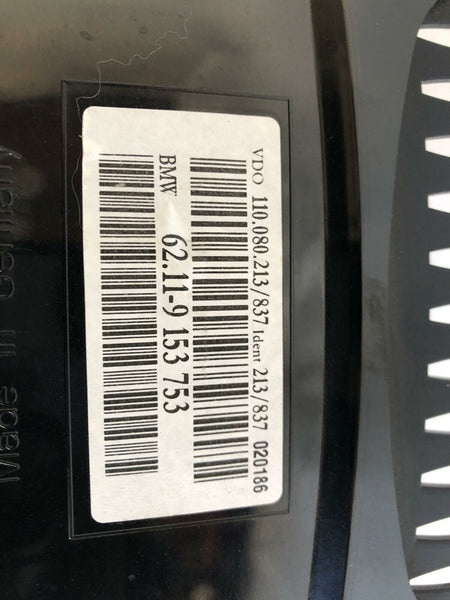 VDO 110.080.213/837 Ident 213/837 020186
BMW 62.11-9 153 753
Made in Germany